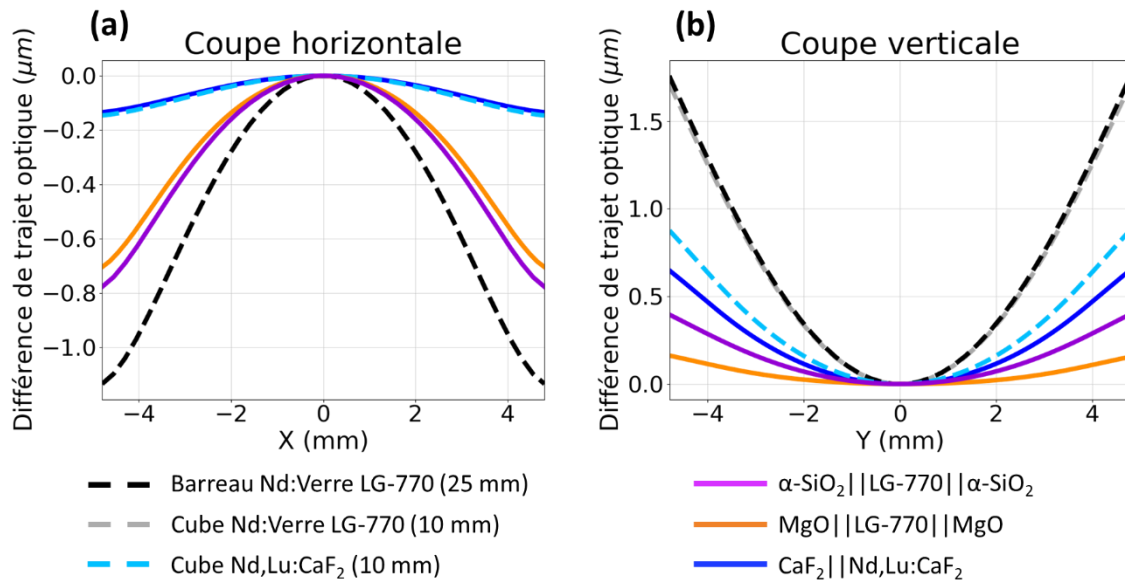 (a)
Coupe horizontale
Différence de trajet optique (μm)
0.0
−0.2
−0.4
−0.6
−0.8
−1.0
−4
−2
0
2
4
X (mm)
(b)
Coupe verticale
Différence de trajet optique (μm)
1.5
1.0
0.5
0.0
−4
−2
0
2
4
Y (mm)
Barreau Nd:Verre LG-770 (25 mm)
Cube Nd:Verre LG-770 (10 mm)
Cube Nd,Lu:CaF₂ (10 mm)
α-SiO₂||LG-770||α-SiO₂
MgO||LG-770||MgO
CaF₂||Nd,Lu:CaF₂